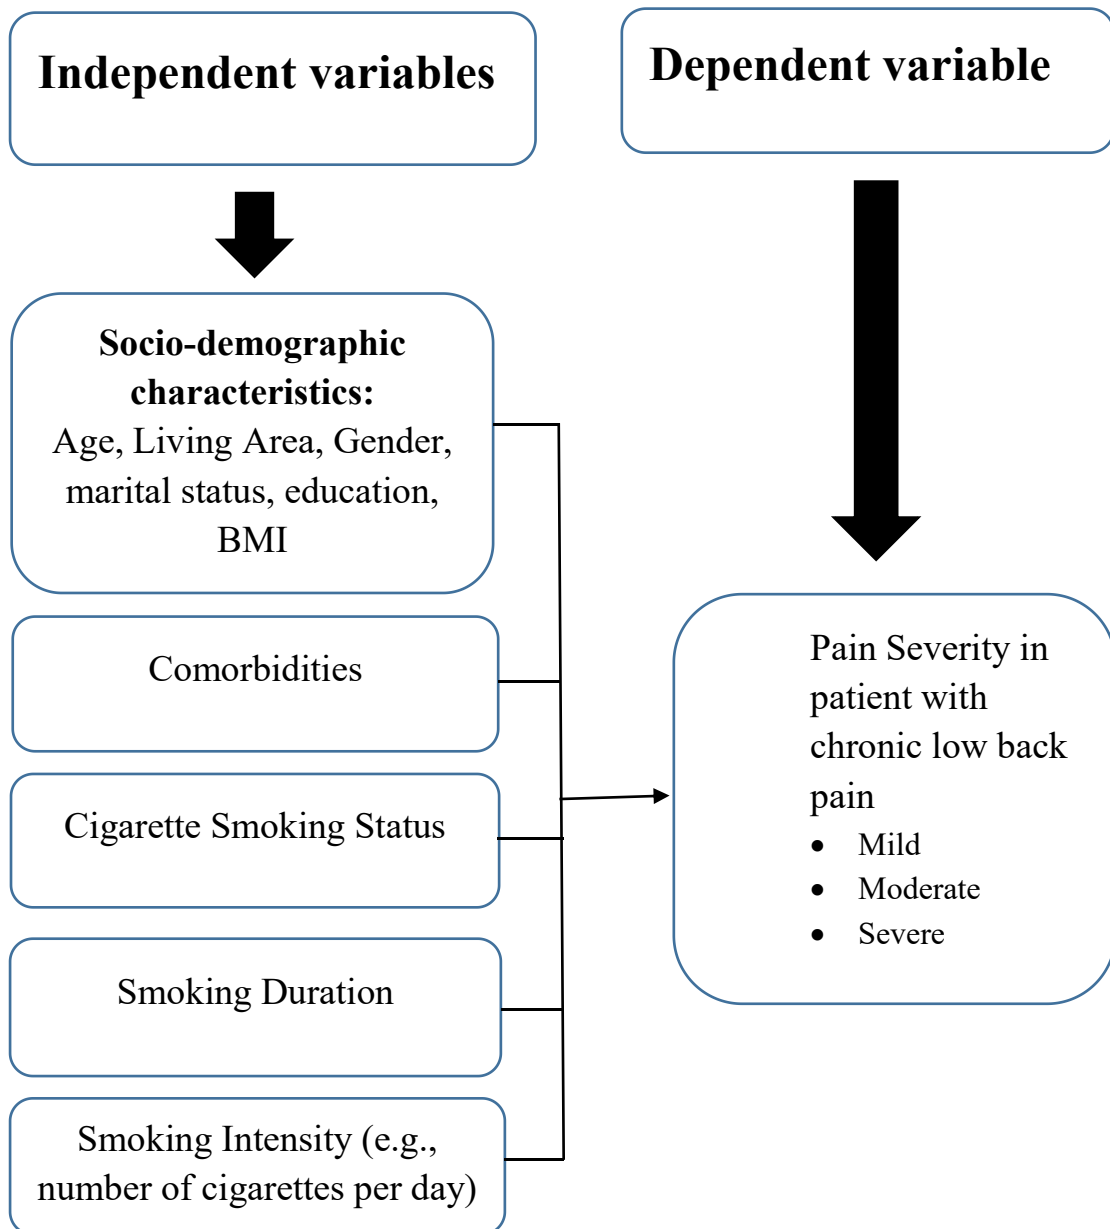 Independent variables
Dependent variable
Socio-demographic
characteristics:
Age, Living Area, Gender,
marital status, education,
BMI
Comorbidities
Cigarette Smoking Status
Smoking Duration
Smoking Intensity (e.g.,
number of cigarettes per day)
Pain Severity in
patient with
chronic low back
pain
• Mild
• Moderate
• Severe